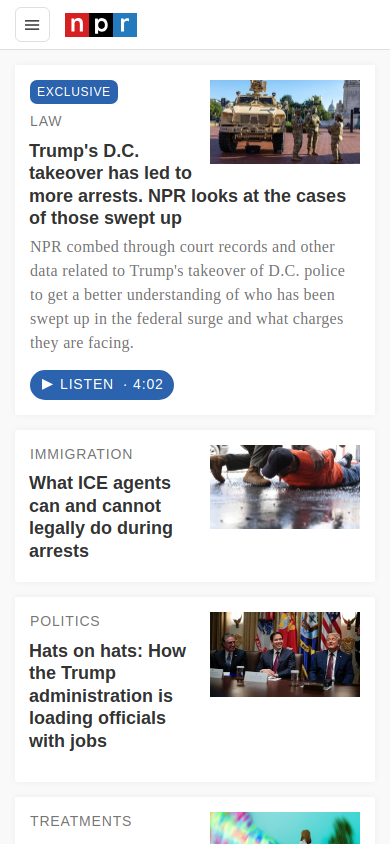 npr
EXCLUSIVE
LAW
Trump's D.C.
takeover has led to
more arrests. NPR looks at the cases
of those swept up
NPR combed through court records and other
data related to Trump's takeover of D.C. police
to get a better understanding of who has been
swept up in the federal surge and what charges
they are facing.
LISTEN · 4:02
IMMIGRATION
What ICE agents
can and cannot
legally do during
arrests
POLITICS
Hats on hats: How
the Trump
administration is
loading officials
with jobs
TREATMENTS